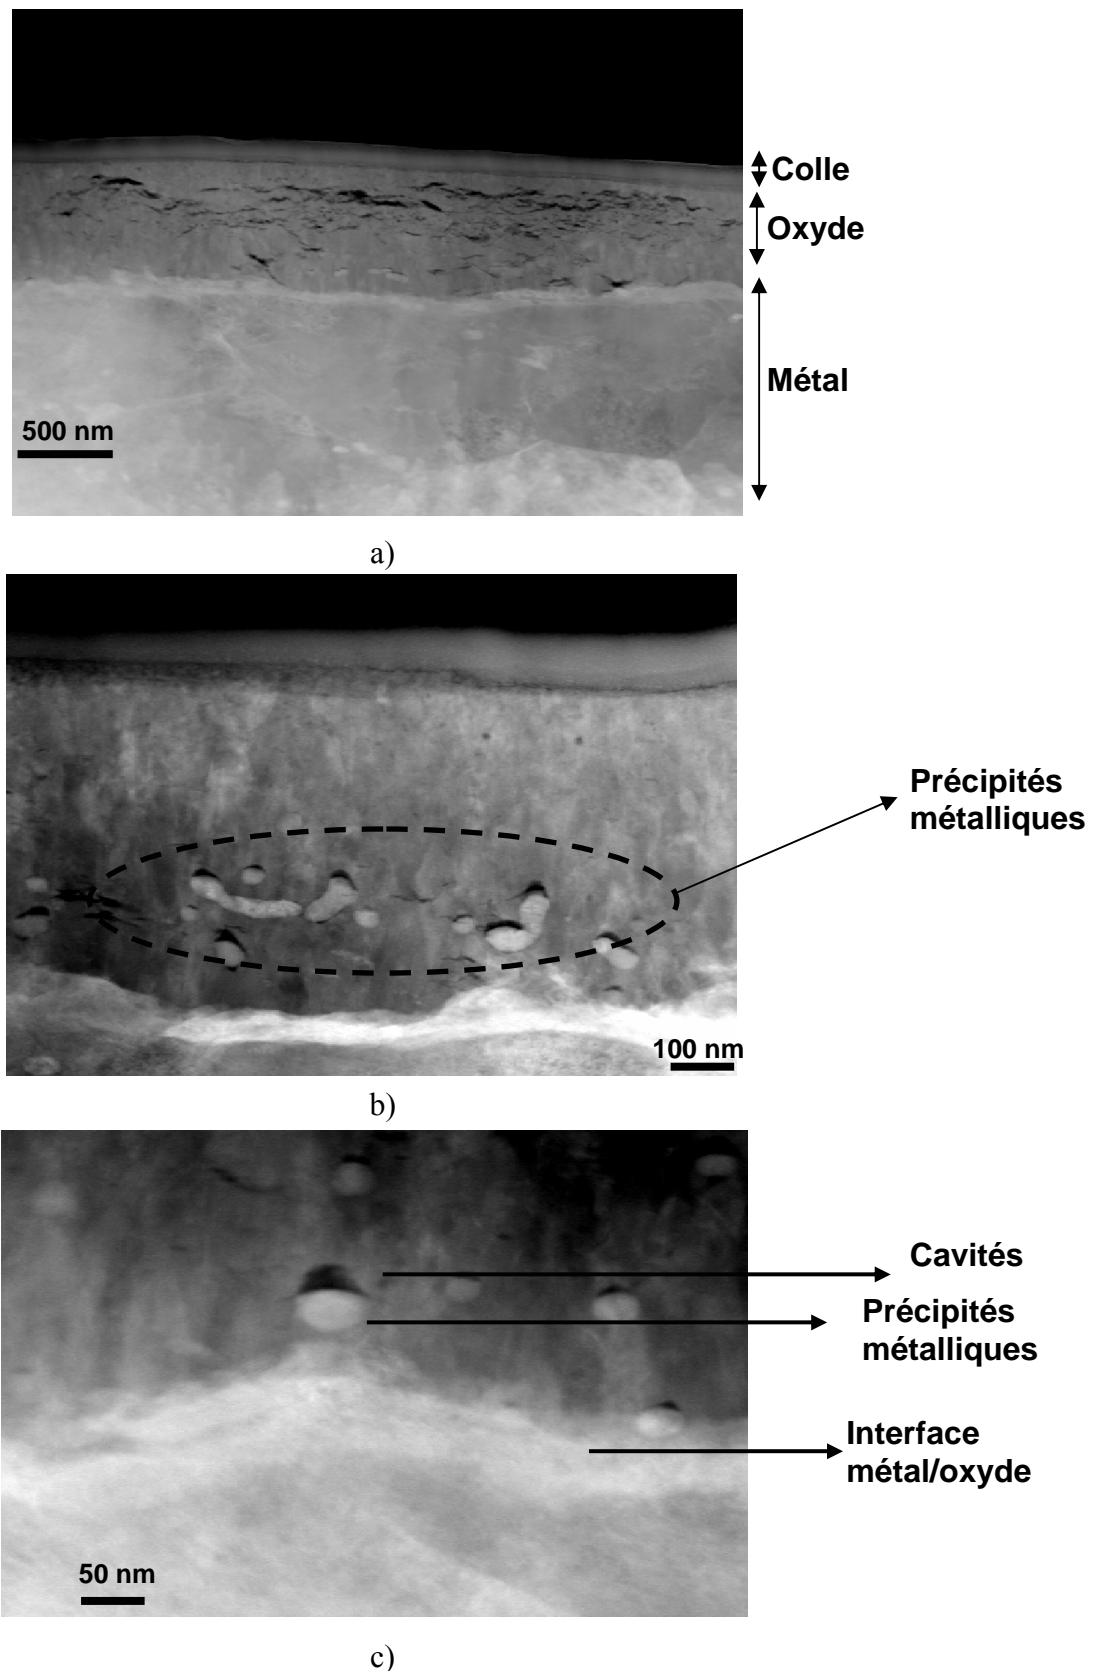 Colle
Oxyde
Métal
500 nm
a)
Précipités
métalliques
100 nm
b)
Cavités
Précipités
métalliques
Interface
métal/oxyde
50 nm
c)